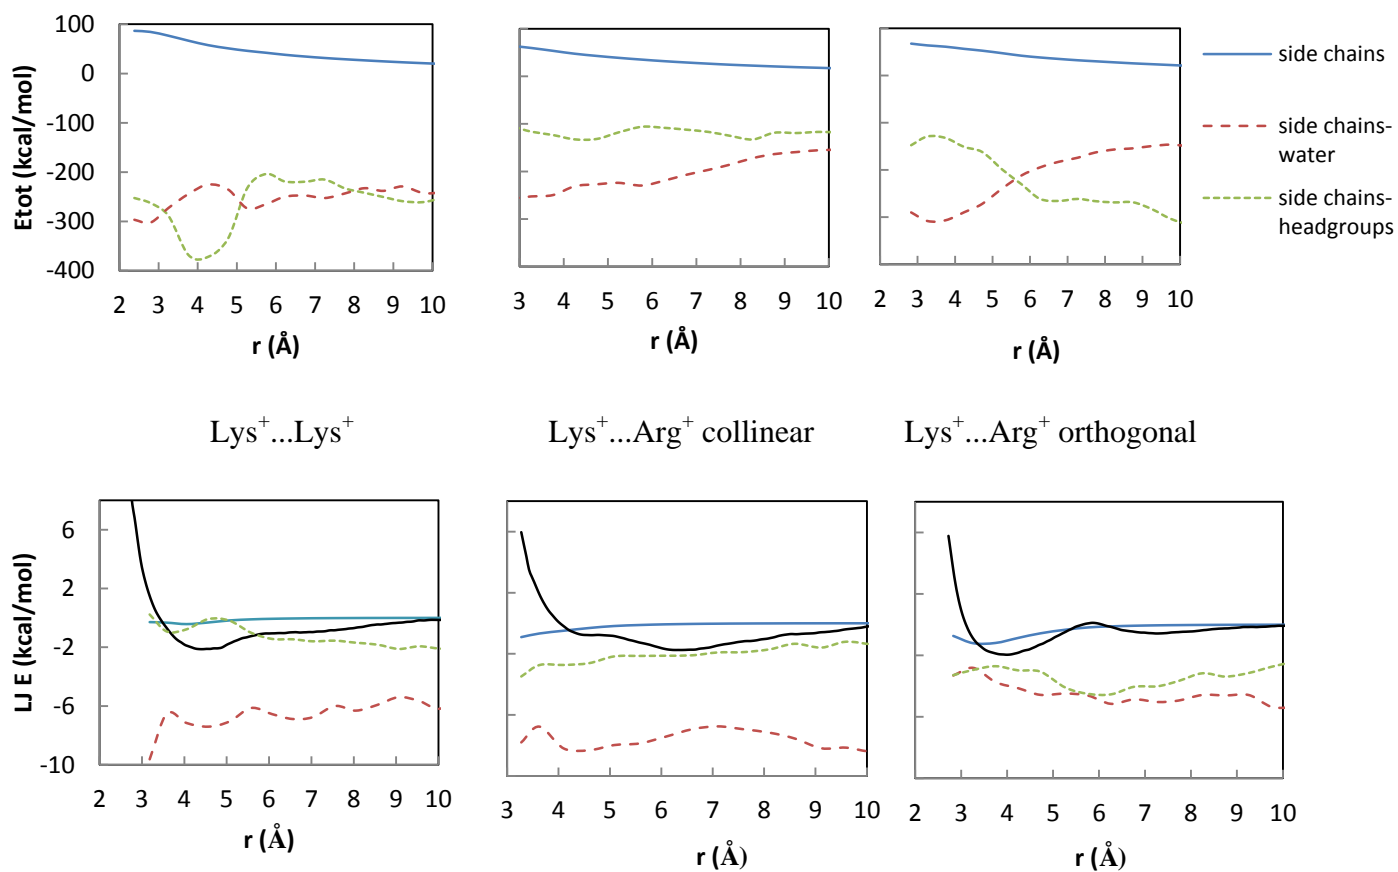 100
0
-100
-200
-300
-400
Etot (kcal/mol)
2 3 4 5 6 7 8 9 10
r (Å)
3 4 5 6 7 8 9 10
r (Å)
2 3 4 5 6 7 8 9 10
r (Å)
side chains
side chains-
water
side chains-
headgroups
Lys+...Lys+
Lys+...Arg+ collinear
Lys+...Arg+ orthogonal
6
2
-2
-6
-10
LJ E (kcal/mol)
2 3 4 5 6 7 8 9 10
r (Å)
3 4 5 6 7 8 9 10
r (Å)
2 3 4 5 6 7 8 9 10
r (Å)